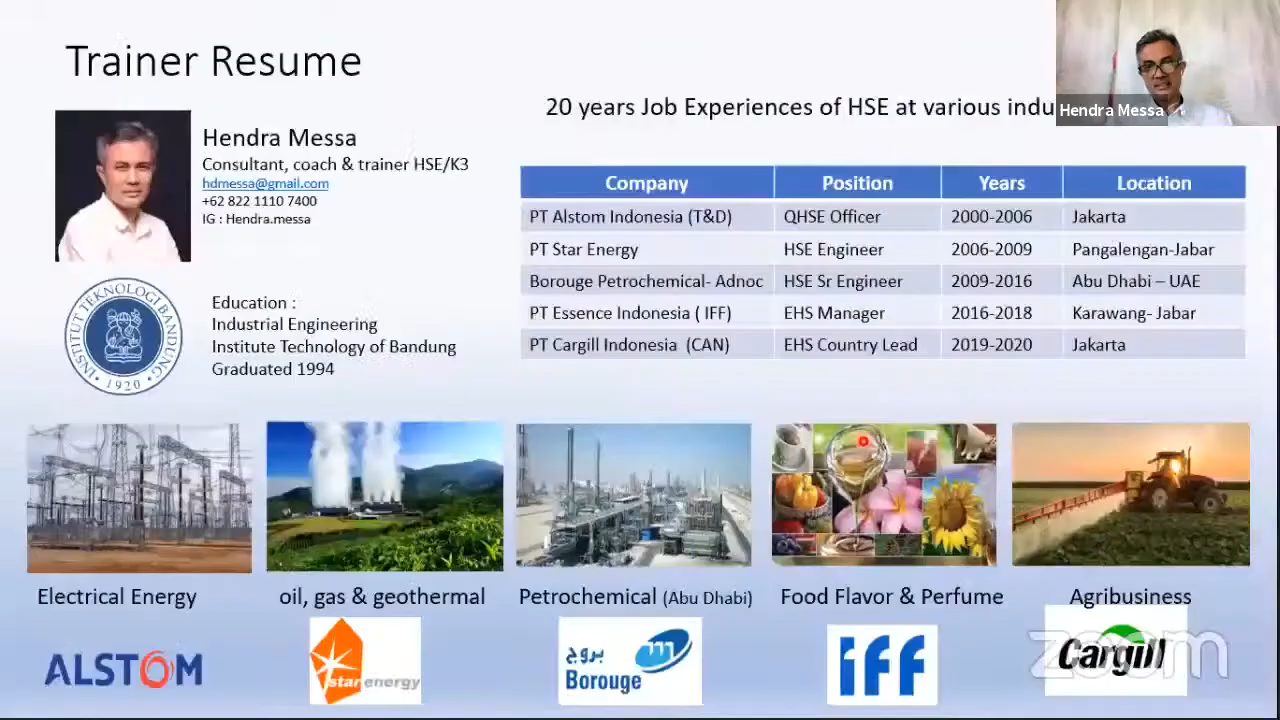 Trainer Resume
Hendra Messa
Consultant, coach & trainer HSE/K3
hdmessa@gmail.com
+62 822 1110 7400
IG : Hendra.messa
INSTITUT TEKNOLOGI BANDUNG
1920
Education :
Industrial Engineering
Institute Technology of Bandung
Graduated 1994
20 years Job Experiences of HSE at various indu
Hendra Messa
Company Position Years Location
PT Alstom Indonesia (T&D) QHSE Officer 2000-2006 Jakarta
PT Star Energy HSE Engineer 2006-2009 Pangalengan-Jabar
Borouge Petrochemical- Adnoc HSE Sr Engineer 2009-2016 Abu Dhabi – UAE
PT Essence Indonesia ( IFF) EHS Manager 2016-2018 Karawang- Jabar
PT Cargill Indonesia (CAN) EHS Country Lead 2019-2020 Jakarta
Electrical Energy
oil, gas & geothermal
Petrochemical (Abu Dhabi)
Food Flavor & Perfume
Agribusiness
ALSTOM
star energy
بروج
Borouge
iff
Cargill
zoom